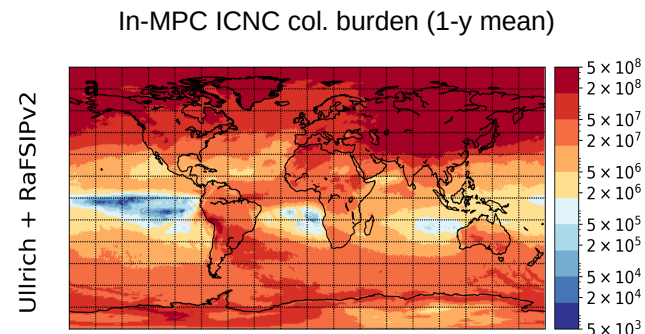 In-MPC ICNC col. burden (1-y mean)
Ullrich + RaFSIPv2
a
5 × 10⁸
2 × 10⁸
5 × 10⁷
2 × 10⁷
5 × 10⁶
2 × 10⁶
5 × 10⁵
2 × 10⁵
5 × 10⁴
2 × 10⁴
5 × 10³